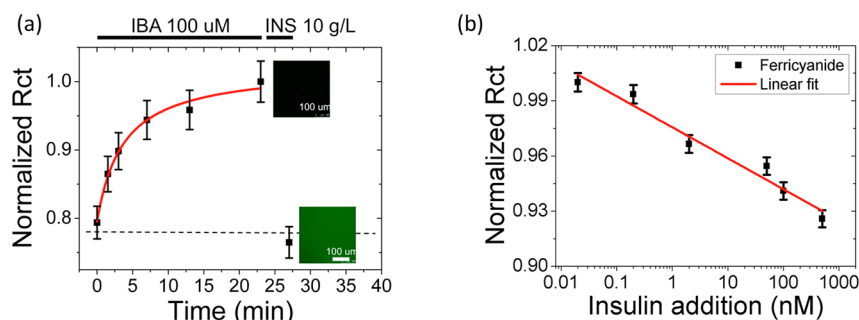 (a)
IBA 100 uM
INS 10 g/L
Normalized Rct
1.0
0.9
0.8
100 um
100 um
0
5
10
15
20
25
30
35
40
Time (min)
(b)
Normalized Rct
1.02
0.99
0.96
0.93
0.90
Ferricyanide
Linear fit
0.01
0.1
1
10
100
1000
Insulin addition (nM)